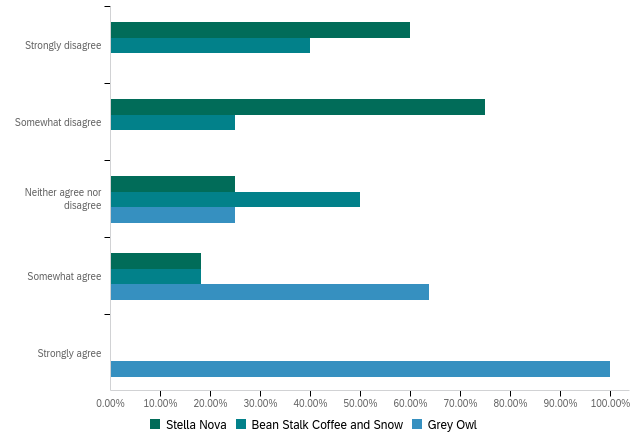 Strongly disagree
Somewhat disagree
Neither agree nor
disagree
Somewhat agree
Strongly agree
0.00% 10.00% 20.00% 30.00% 40.00% 50.00% 60.00% 70.00% 80.00% 90.00% 100.00%
Stella Nova Bean Stalk Coffee and Snow Grey Owl